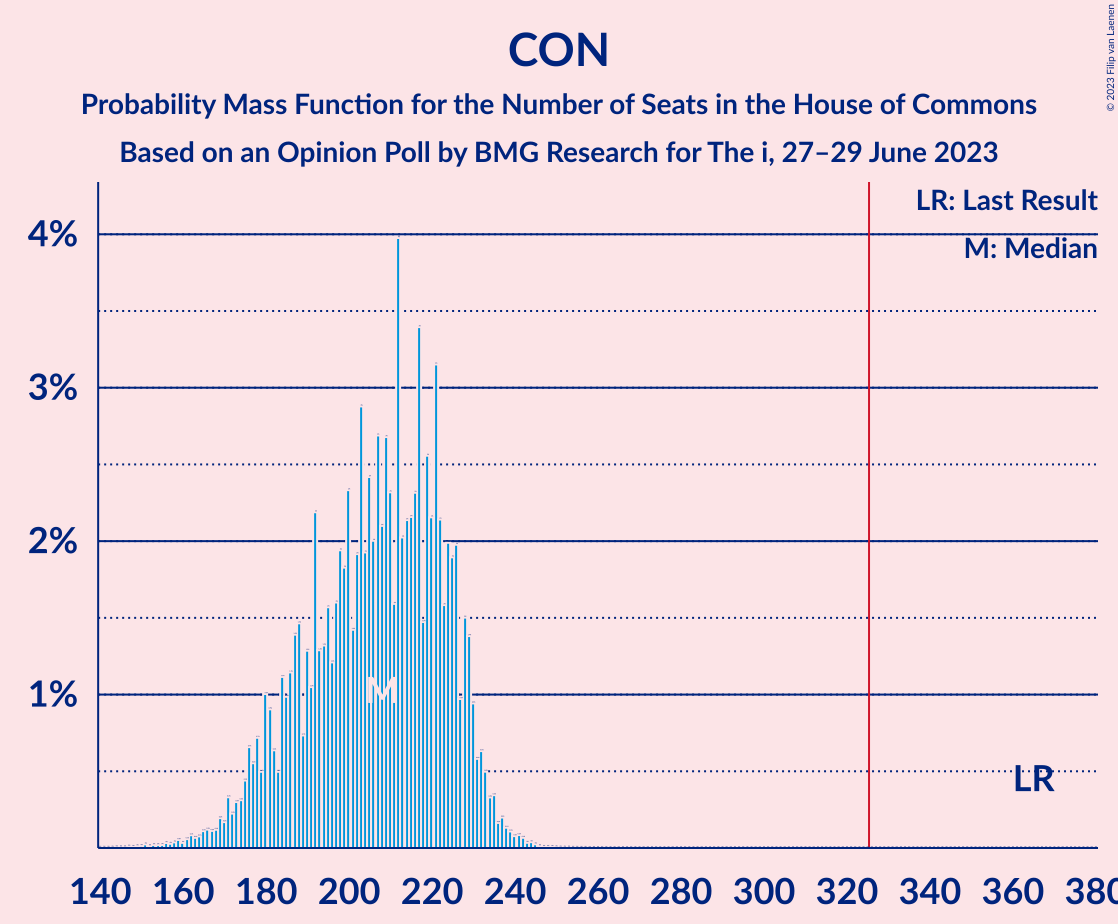 CON
Probability Mass Function for the Number of Seats in the House of Commons
Based on an Opinion Poll by BMG Research for The i, 27–29 June 2023
© 2023 Filip van Laenen
LR: Last Result
M: Median
4%
3%
2%
1%
M
LR
140 160 180 200 220 240 260 280 300 320 340 360 380